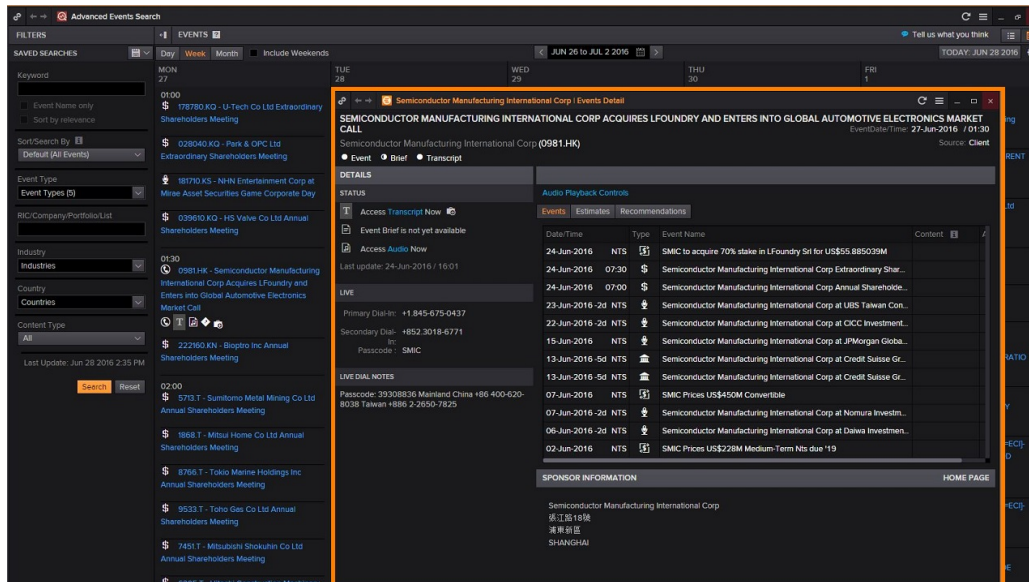 Advanced Events Search
FILTERS
EVENTS
Tell us what you think
SAVED SEARCHES
Day Week Month Include Weekends
JUN 26 to JUL 2 2016
TODAY: JUN 28 2016
MON
27
TUE
28
WED
29
THU
30
FRI
1
Keyword
Event Name only
Sort by relevance
Sort/Search By
Default (All Events)
Event Type
Event Types (5)
RIC/Company/Portfolio/List
Industry
Industries
Country
Countries
Content Type
All
Last Update: Jun 28 2016 2:35 PM
Search Reset
01:00
$ 178780.KQ - U-Tech Co Ltd Extraordinary
Shareholders Meeting
$ 028040.KQ - Park & OPC Ltd
Extraordinary Shareholders Meeting
181710.KS - NHN Entertainment Corp at
Mirae Asset Securities Game Corporate Day
$ 039610.KQ - HS Valve Co Ltd Annual
Shareholders Meeting
01:30
0981.HK - Semiconductor Manufacturing
International Corp Acquires LFoundry and
Enters into Global Automotive Electronics
Market Call
$ 222160.KN - Bioptro Inc Annual
Shareholders Meeting
02:00
$ 5713.T - Sumitomo Metal Mining Co Ltd
Annual Shareholders Meeting
$ 1868.T - Mitsui Home Co Ltd Annual
Shareholders Meeting
$ 8766.T - Tokio Marine Holdings Inc
Annual Shareholders Meeting
$ 9533.T - Toho Gas Co Ltd Annual
Shareholders Meeting
$ 7451.T - Mitsubishi Shokuhin Co Ltd
Annual Shareholders Meeting
Semiconductor Manufacturing International Corp | Events Detail
SEMICONDUCTOR MANUFACTURING INTERNATIONAL CORP ACQUIRES LFOUNDRY AND ENTERS INTO GLOBAL AUTOMOTIVE ELECTRONICS MARKET
CALL
EventDate/Time: 27-Jun-2016 / 01:30
Semiconductor Manufacturing International Corp (0981.HK)
Source: Client
Event Brief Transcript
DETAILS
STATUS
T Access Transcript Now
Event Brief is not yet available
Access Audio Now
Last update: 24-Jun-2016 / 16:01
LIVE
Primary Dial-In: +1.845-675-0437
Secondary Dial- +852.3018-6771
In:
Passcode: SMIC
LIVE DIAL NOTES
Passcode: 39308836 Mainland China +86 400-620-
8038 Taiwan +886 2-2650-7825
Audio Playback Controls
Events Estimates Recommendations
Date/Time Type Event Name Content
24-Jun-2016 NTS SMIC to acquire 70% stake in LFoundry Srl for US$55.885039M
24-Jun-2016 07:30 $ Semiconductor Manufacturing International Corp Extraordinary Shar...
24-Jun-2016 07:00 $ Semiconductor Manufacturing International Corp Annual Shareholde...
23-Jun-2016 -2d NTS Semiconductor Manufacturing International Corp at UBS Taiwan Con...
22-Jun-2016 -2d NTS Semiconductor Manufacturing International Corp at CICC Investment...
15-Jun-2016 NTS Semiconductor Manufacturing International Corp at JPMorgan Globa...
13-Jun-2016 -5d NTS Semiconductor Manufacturing International Corp at Credit Suisse Gr...
13-Jun-2016 -5d NTS Semiconductor Manufacturing International Corp at Credit Suisse Gr...
07-Jun-2016 NTS SMIC Prices US$450M Convertible
07-Jun-2016 -2d NTS Semiconductor Manufacturing International Corp at Nomura Investm...
06-Jun-2016 -2d NTS Semiconductor Manufacturing International Corp at Daiwa Investmen...
02-Jun-2016 NTS SMIC Prices US$228M Medium-Term Nts due '19
SPONSOR INFORMATION
HOME PAGE
Semiconductor Manufacturing International Corp
張江路18號
浦東新區
SHANGHAI